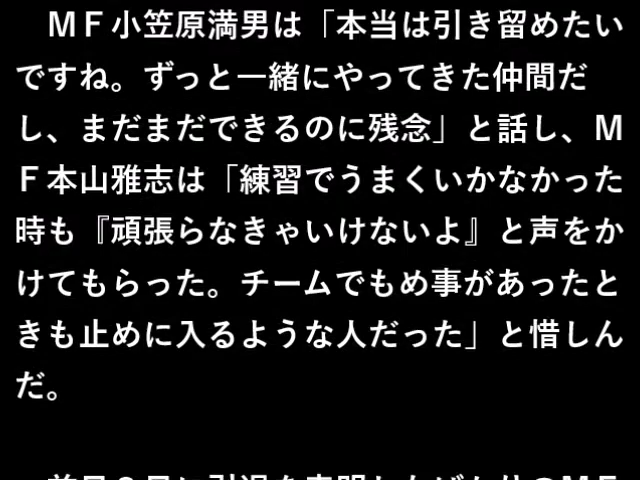 ＭＦ小笠原満男は「本当は引き留めたい
ですね。ずっと一緒にやってきた仲間だ
し、まだまだできるのに残念」と話し、Ｍ
Ｆ本山雅志は「練習でうまくいかなかった
時も『頑張らなきゃいけないよ』と声をか
けてもらった。チームでもめ事があったと
きも止めに入るような人だった」と惜しん
だ。